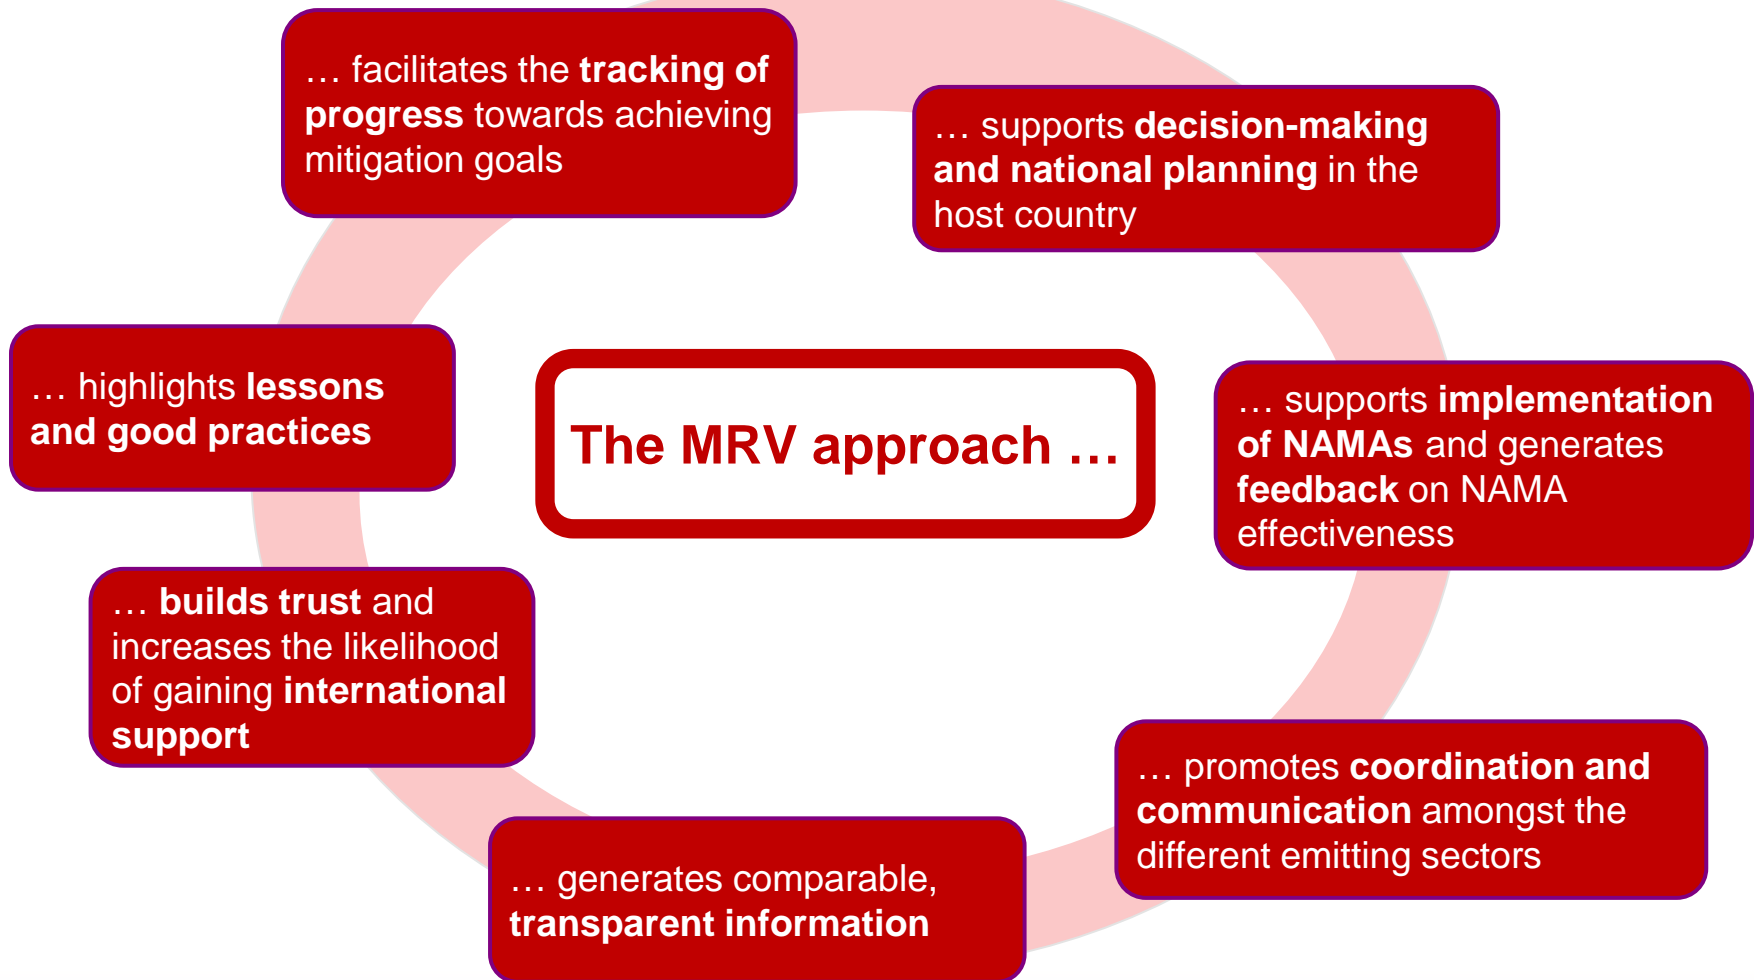 … facilitates the tracking of
progress towards achieving
mitigation goals
… supports decision-making
and national planning in the
host country
… highlights lessons
and good practices
The MRV approach …
… supports implementation
of NAMAs and generates
feedback on NAMA
effectiveness
… builds trust and
increases the likelihood
of gaining international
support
… promotes coordination and
communication amongst the
different emitting sectors
… generates comparable,
transparent information